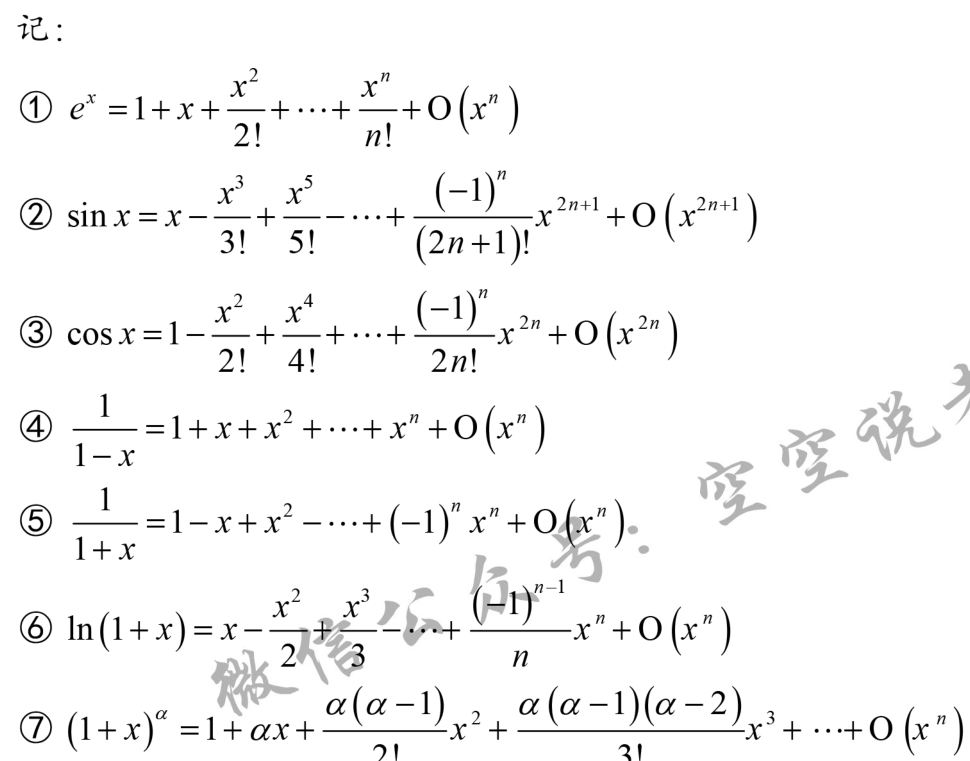 记:
① e^x = 1 + x + x^2/2! + ⋯ + x^n/n! + O(x^n)
② sin x = x − x^3/3! + x^5/5! − ⋯ + (−1)^n/(2n+1)! x^{2n+1} + O(x^{2n+1})
③ cos x = 1 − x^2/2! + x^4/4! + ⋯ + (−1)^n/2n! x^{2n} + O(x^{2n})
④ 1/(1−x) = 1 + x + x^2 + ⋯ + x^n + O(x^n)
⑤ 1/(1+x) = 1 − x + x^2 − ⋯ + (−1)^n x^n + O(x^n)
⑥ ln(1+x) = x − x^2/2 + x^3/3 − ⋯ + (−1)^{n−1}/n x^n + O(x^n)
⑦ (1+x)^α = 1 + αx + α(α−1)/2! x^2 + α(α−1)(α−2)/3! x^3 + ⋯ + O(x^n)
微信公众号：空空说